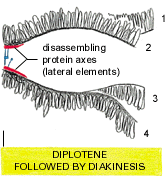 1
2
disassembling
protein axes
(lateral elements)
3
4
DIPLOTENE
FOLLOWED BY DIAKINESIS